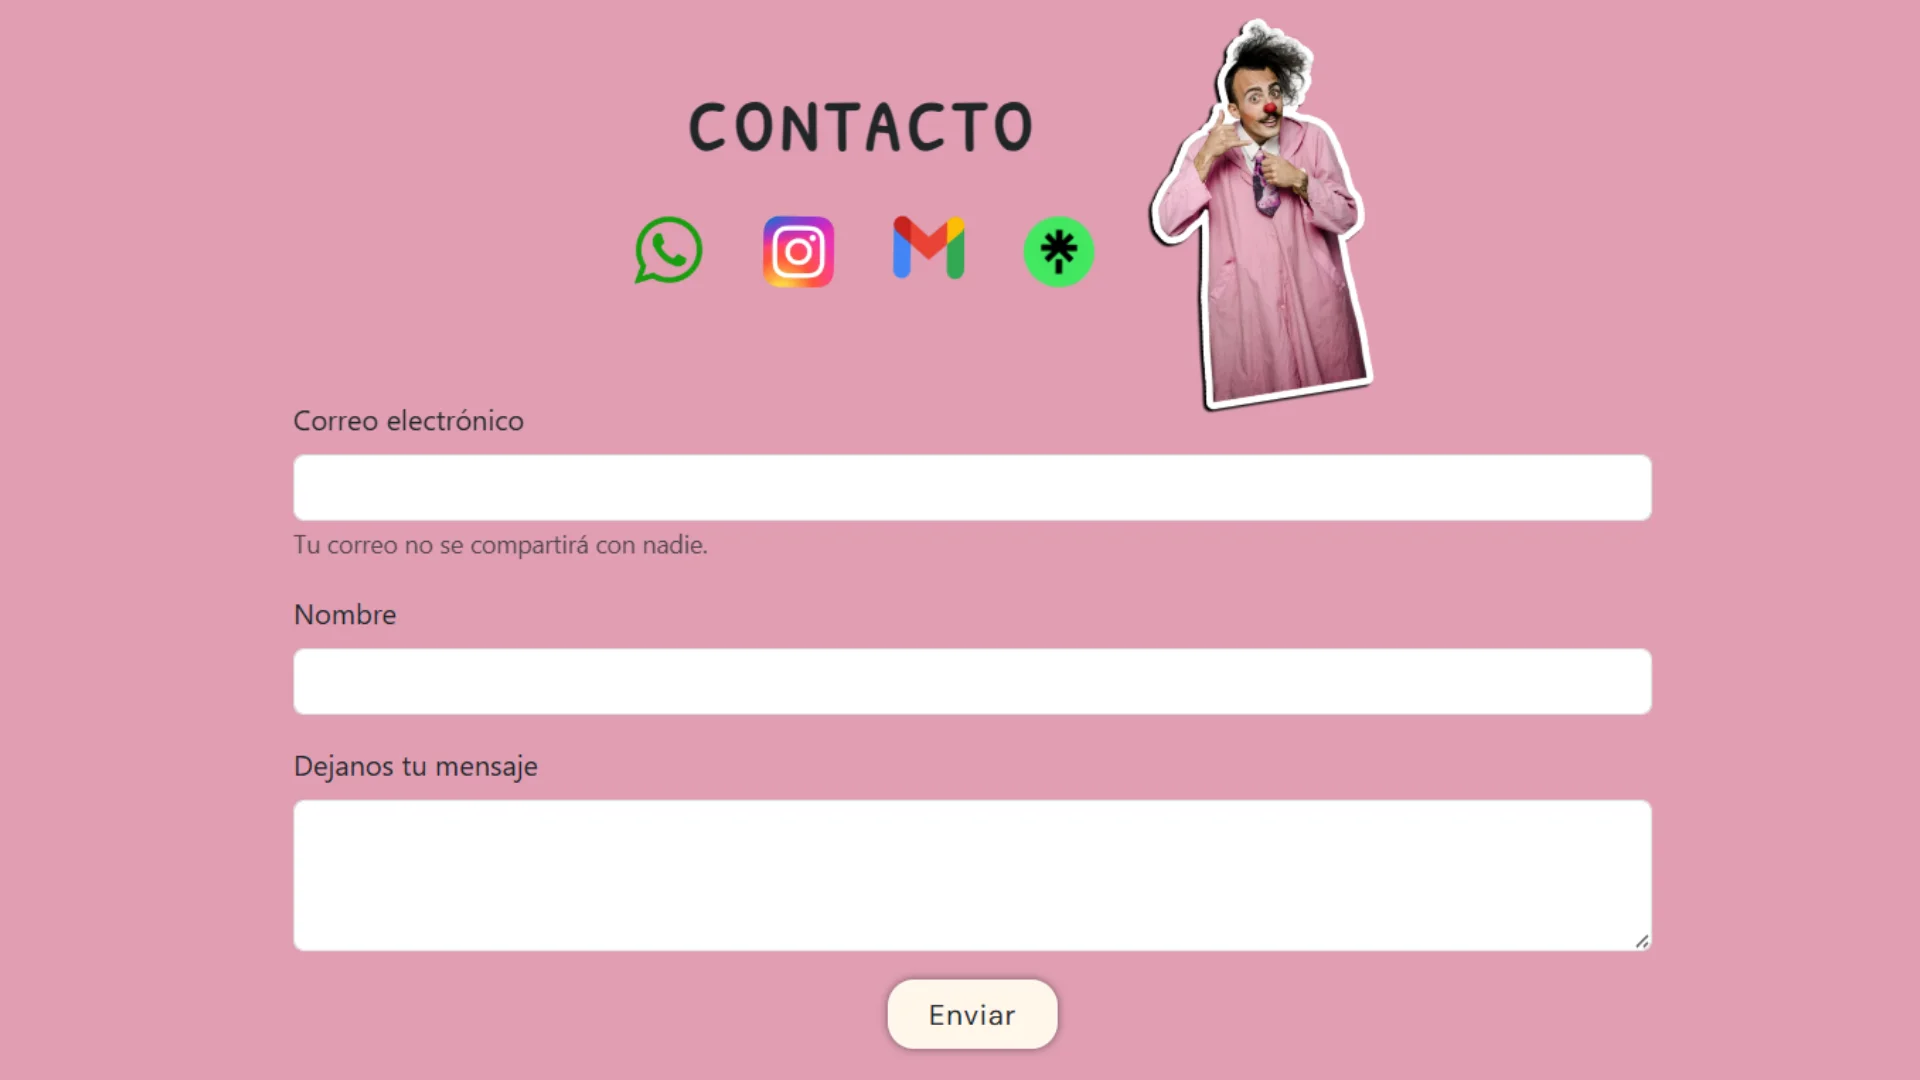 CONTACTO
Correo electrónico
Tu correo no se compartirá con nadie.
Nombre
Dejanos tu mensaje
Enviar